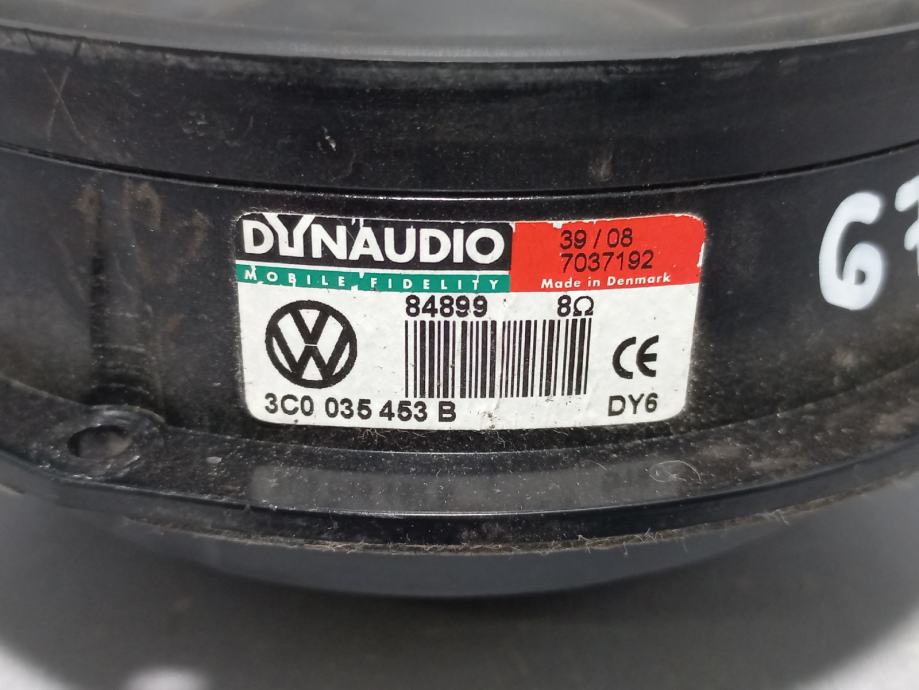 DYNAUDIO
39 / 08
7037192
MOBILE FIDELITY
Made in Denmark
84899 8Ω
CE
3C0 035 453 B
DY6